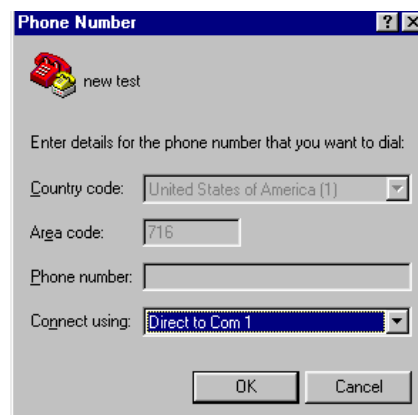 Phone Number
new test
Enter details for the phone number that you want to dial:
Country code: United States of America (1)
Area code: 716
Phone number:
Connect using: Direct to Com 1
OK Cancel